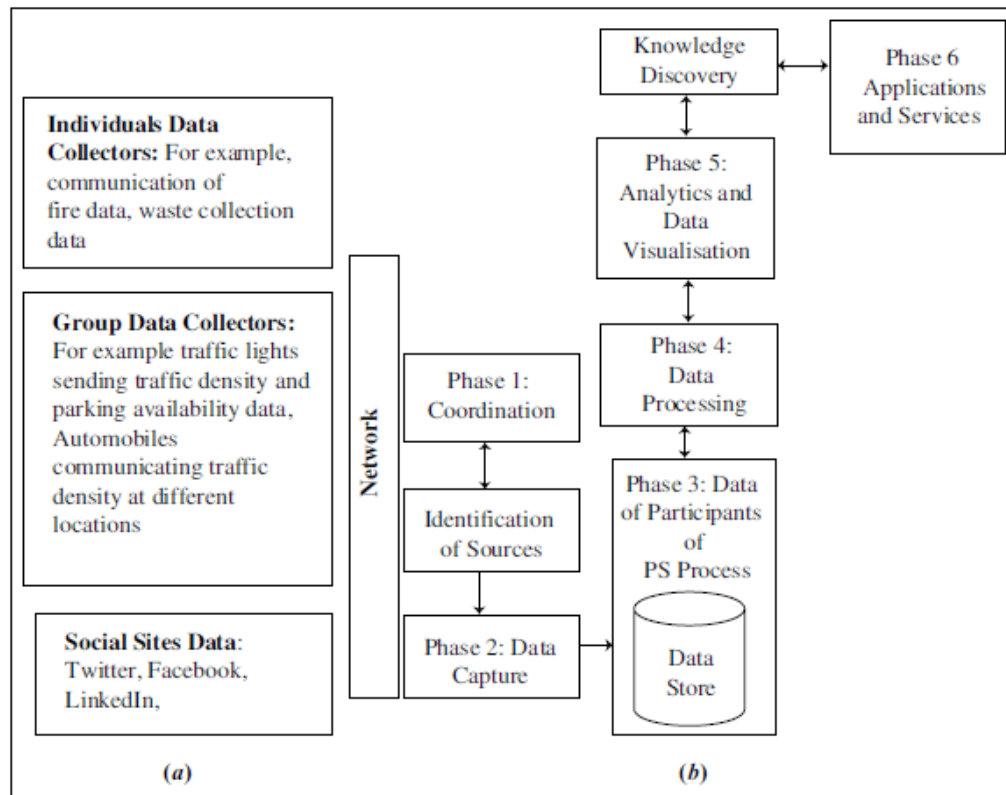 Individuals Data
Collectors: For example,
communication of
fire data, waste collection
data
Group Data Collectors:
For example traffic lights
sending traffic density and
parking availability data,
Automobiles
communicating traffic
density at different
locations
Social Sites Data:
Twitter, Facebook,
LinkedIn,
(a)
Network
Phase 1:
Coordination
Identification
of Sources
Phase 2: Data
Capture
Knowledge
Discovery
Phase 6
Applications
and Services
Phase 5:
Analytics and
Data
Visualisation
Phase 4:
Data
Processing
Phase 3: Data
of Participants
of
PS Process
Data
Store
(b)